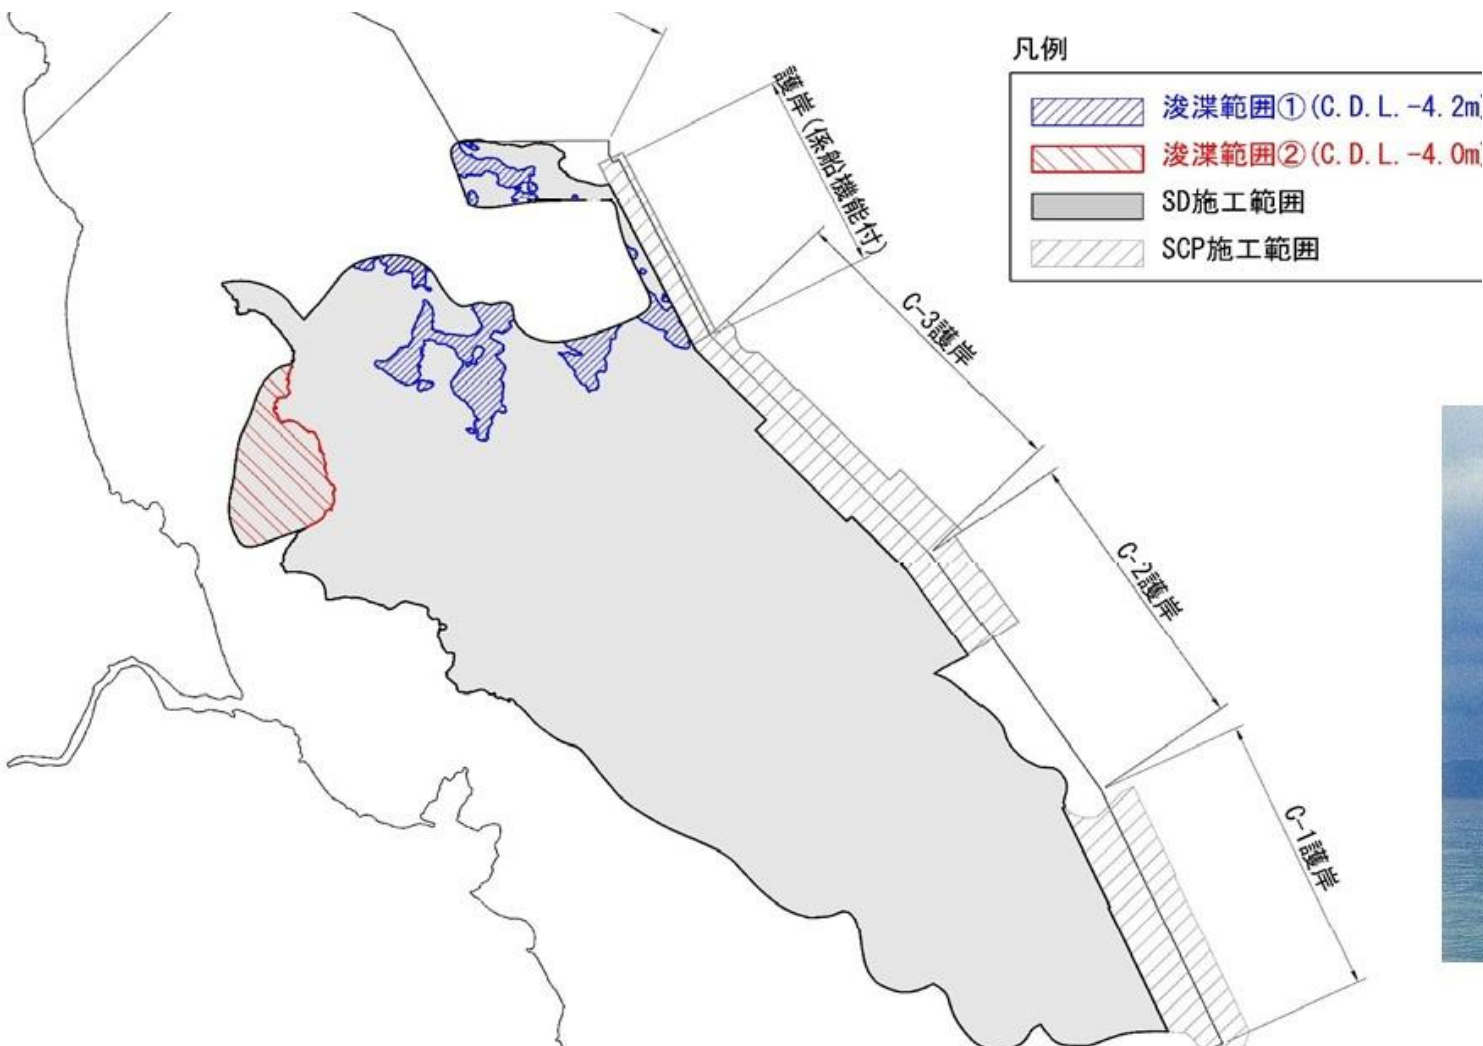 凡例
浚渫範囲①(C.D.L.-4.2m)
浚渫範囲②(C.D.L.-4.0m)
SD施工範囲
SCP施工範囲
護岸(係船機能付)
C-3護岸
C-2護岸
C-1護岸